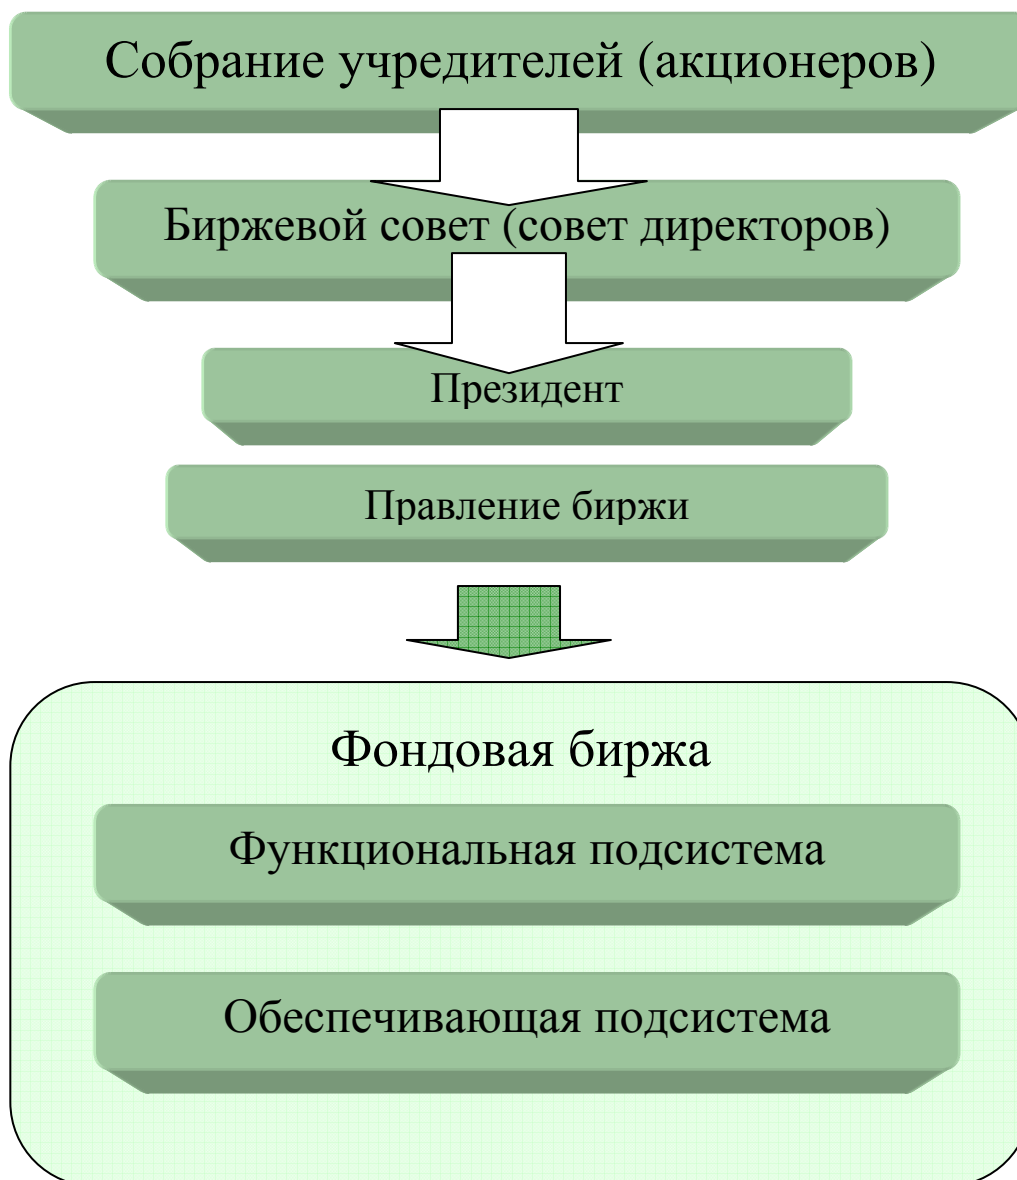 Собрание учредителей (акционеров)
Биржевой совет (совет директоров)
Президент
Правление биржи
Фондовая биржа
Функциональная подсистема
Обеспечивающая подсистема